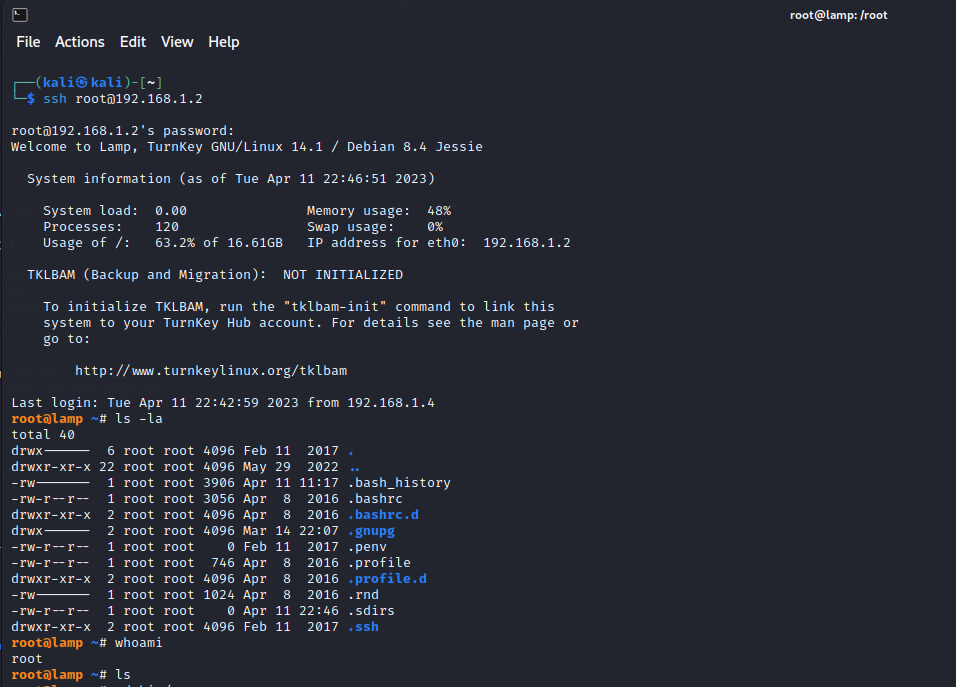 root@lamp: /root
File Actions Edit View Help
┌──(kali㉿kali)-[~]
└─$ ssh root@192.168.1.2
root@192.168.1.2's password:
Welcome to Lamp, TurnKey GNU/Linux 14.1 / Debian 8.4 Jessie
System information (as of Tue Apr 11 22:46:51 2023)
System load: 0.00 Memory usage: 48%
Processes: 120 Swap usage: 0%
Usage of /: 63.2% of 16.61GB IP address for eth0: 192.168.1.2
TKLBAM (Backup and Migration): NOT INITIALIZED
To initialize TKLBAM, run the "tklbam-init" command to link this
system to your TurnKey Hub account. For details see the man page or
go to:
http://www.turnkeylinux.org/tklbam
Last login: Tue Apr 11 22:42:59 2023 from 192.168.1.4
root@lamp ~# ls -la
total 40
drwx------ 6 root root 4096 Feb 11 2017 .
drwxr-xr-x 22 root root 4096 May 29 2022 ..
-rw------- 1 root root 3906 Apr 11 11:17 .bash_history
-rw-r--r-- 1 root root 3056 Apr 8 2016 .bashrc
drwxr-xr-x 2 root root 4096 Apr 8 2016 .bashrc.d
drwx------ 2 root root 4096 Mar 14 22:07 .gnupg
-rw-r--r-- 1 root root 0 Feb 11 2017 .penv
-rw-r--r-- 1 root root 746 Apr 8 2016 .profile
drwxr-xr-x 2 root root 4096 Apr 8 2016 .profile.d
-rw------- 1 root root 1024 Apr 8 2016 .rnd
-rw-r--r-- 1 root root 0 Apr 11 22:46 .sdirs
drwxr-xr-x 2 root root 4096 Feb 11 2017 .ssh
root@lamp ~# whoami
root
root@lamp ~# ls